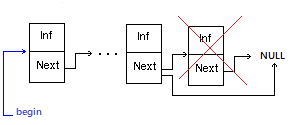 Inf
Next
. . .
Inf
Next
Inf
Next
NULL
begin